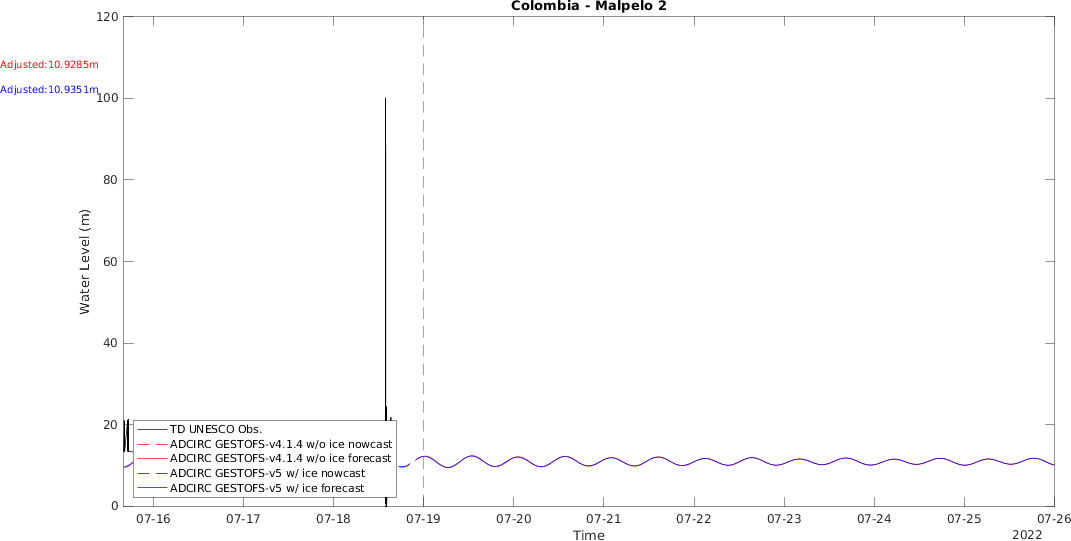 Colombia - Malpelo 2
120
Adjusted:10.9285m
Adjusted:10.9351m
100
80
60
40
20
0
Water Level (m)
TD UNESCO Obs.
ADCIRC GESTOFS-v4.1.4 w/o ice nowcast
ADCIRC GESTOFS-v4.1.4 w/o ice forecast
ADCIRC GESTOFS-v5 w/ ice nowcast
ADCIRC GESTOFS-v5 w/ ice forecast
07-16 07-17 07-18 07-19 07-20 07-21 07-22 07-23 07-24 07-25 07-26
Time
2022